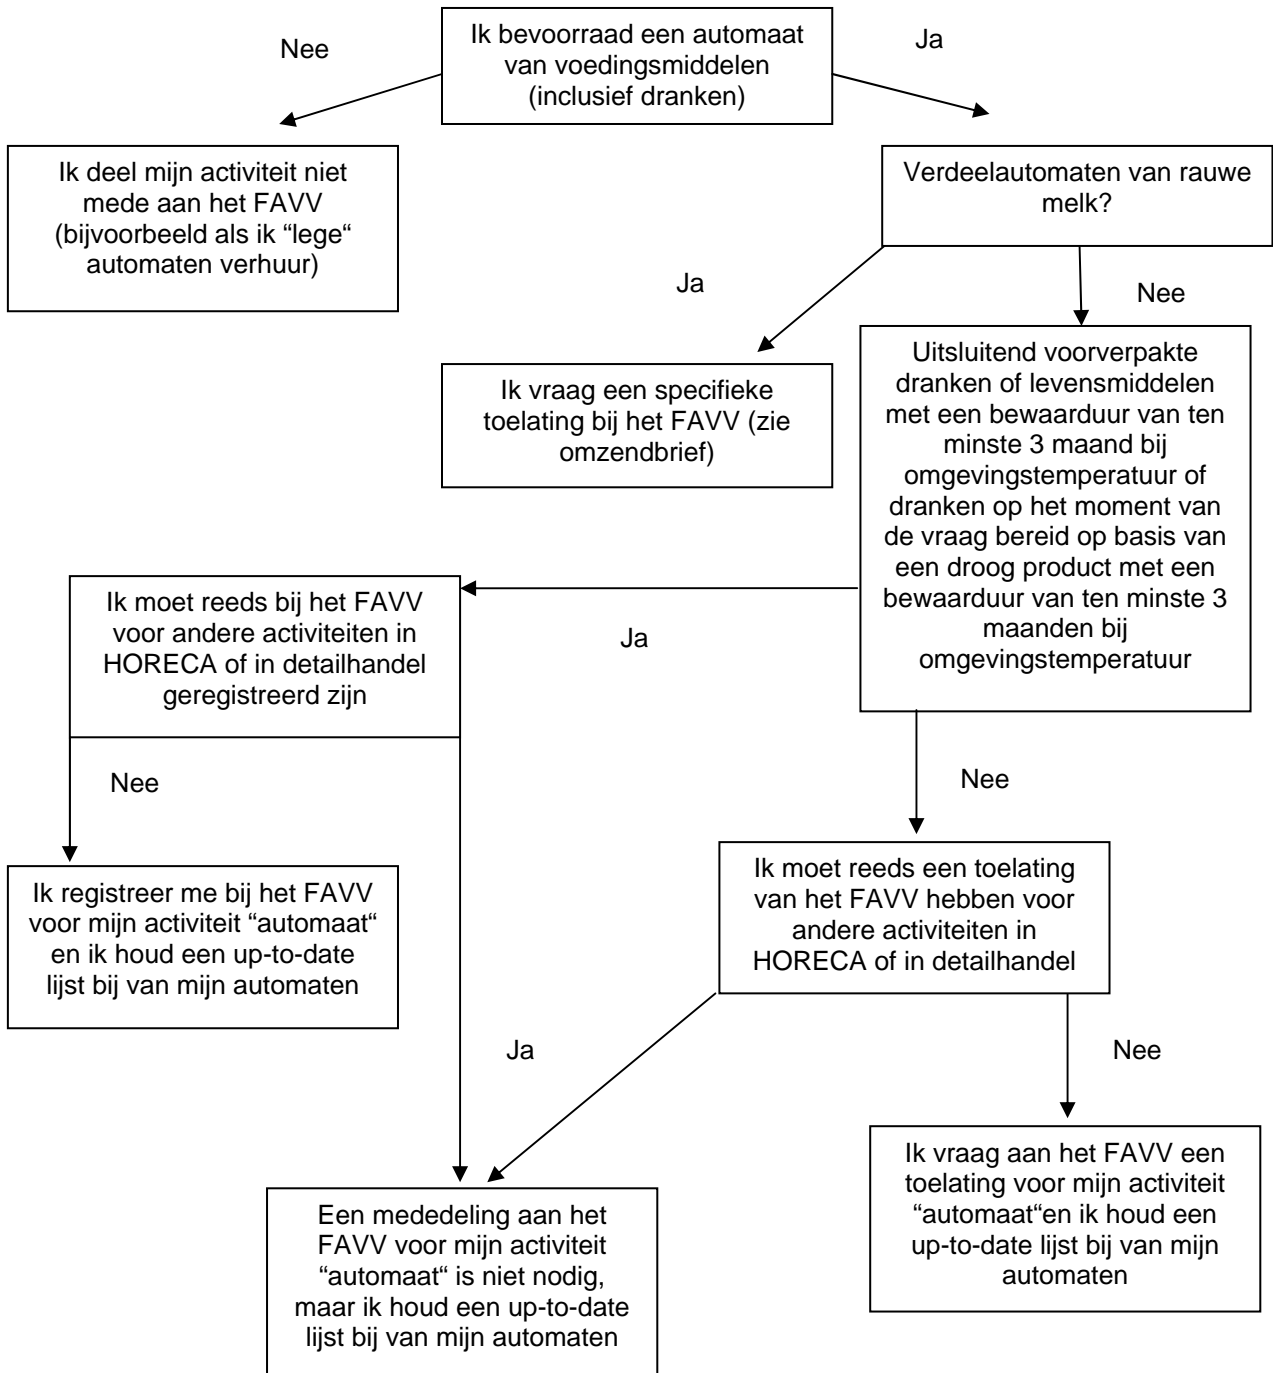 Nee
Ik bevoorraad een automaat
van voedingsmiddelen
(inclusief dranken)
Ja
Ik deel mijn activiteit niet
mede aan het FAVV
(bijvoorbeeld als ik “lege“
automaten verhuur)
Verdeelautomaten van rauwe
melk?
Ja
Nee
Ik vraag een specifieke
toelating bij het FAVV (zie
omzendbrief)
Uitsluitend voorverpakte
dranken of levensmiddelen
met een bewaarduur van ten
minste 3 maand bij
omgevingstemperatuur of
dranken op het moment van
de vraag bereid op basis van
een droog product met een
bewaarduur van ten minste 3
maanden bij
omgevingstemperatuur
Ik moet reeds bij het FAVV
voor andere activiteiten in
HORECA of in detailhandel
geregistreerd zijn
Ja
Nee
Nee
Ik registreer me bij het FAVV
voor mijn activiteit “automaat“
en ik houd een up-to-date
lijst bij van mijn automaten
Ik moet reeds een toelating
van het FAVV hebben voor
andere activiteiten in
HORECA of in detailhandel
Ja
Nee
Een mededeling aan het
FAVV voor mijn activiteit
“automaat“ is niet nodig,
maar ik houd een up-to-date
lijst bij van mijn automaten
Ik vraag aan het FAVV een
toelating voor mijn activiteit
“automaat“en ik houd een
up-to-date lijst bij van mijn
automaten